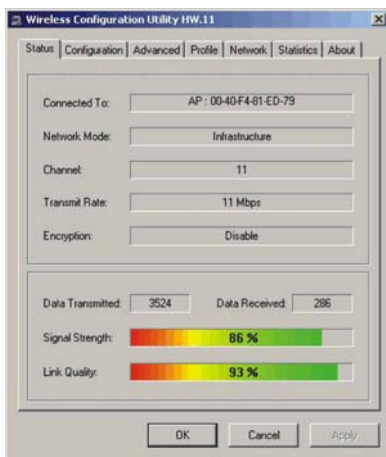 Wireless Configuration Utility HW.11
Status Configuration Advanced Profile Network Statistics About
Connected To: AP : 00-40-F4-81-ED-79
Network Mode: Infrastructure
Channel: 11
Transmit Rate: 11 Mbps
Encryption: Disable
Data Transmitted: 3524 Data Received: 286
Signal Strength: 86 %
Link Quality: 93 %
OK Cancel Apply